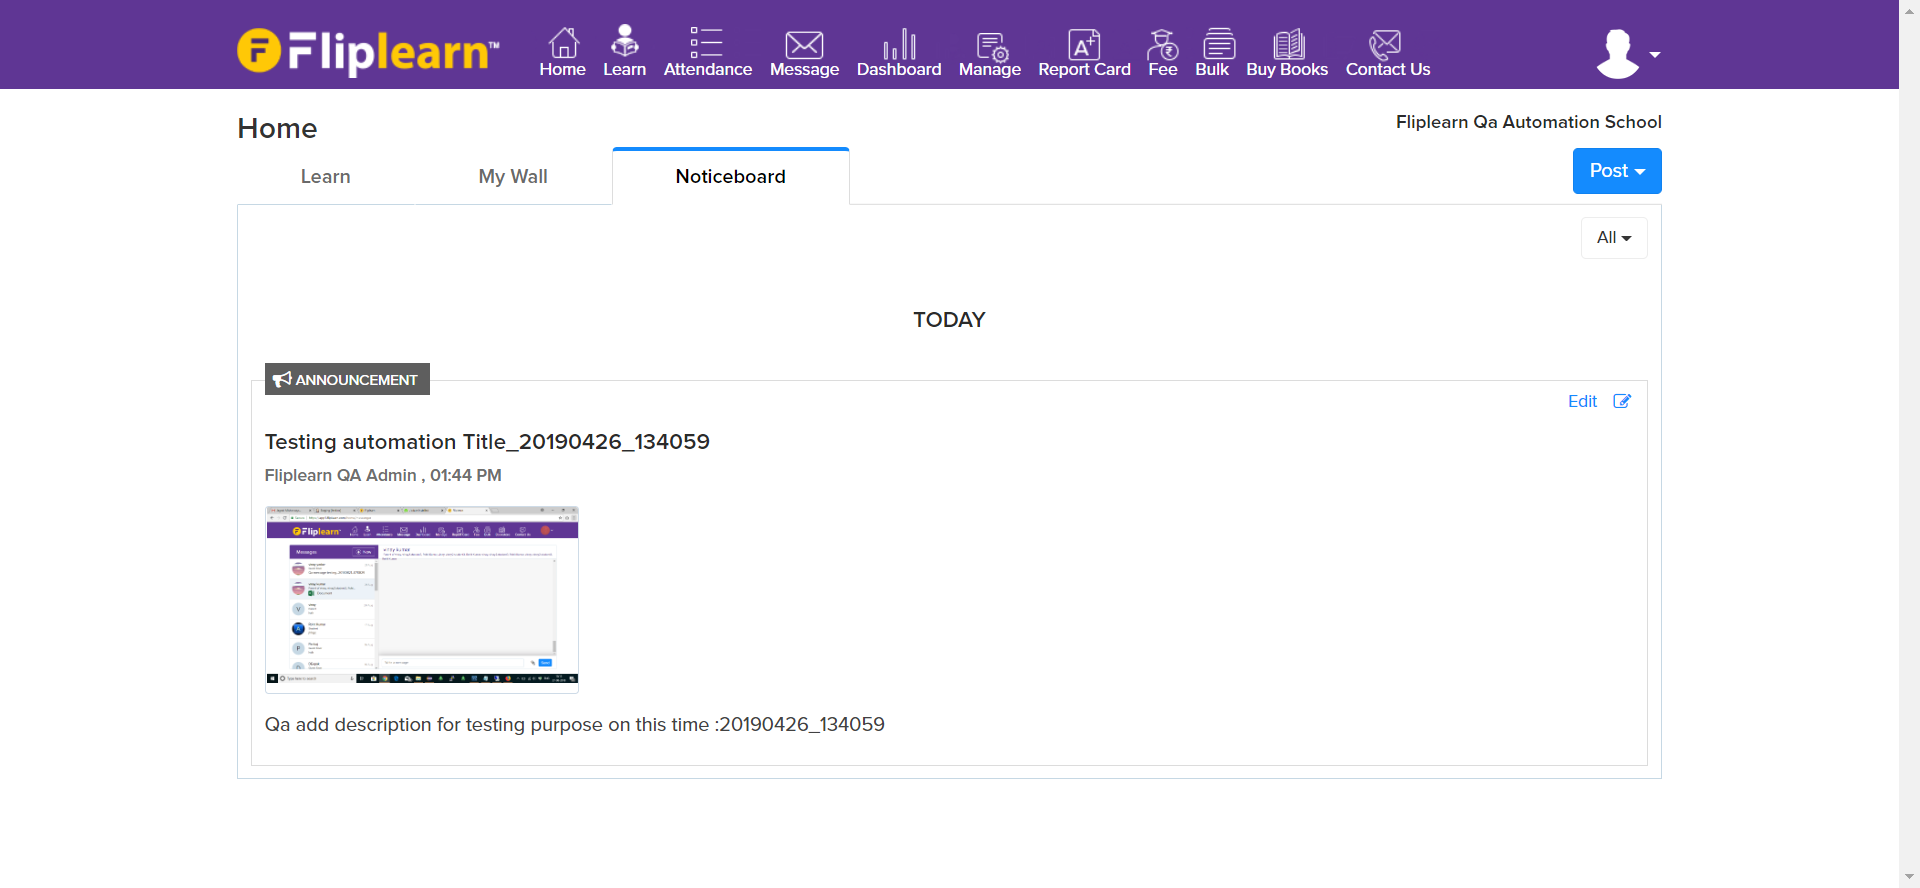 Fliplearn™
Home Learn Attendance Message Dashboard Manage Report Card Fee Bulk Buy Books Contact Us
Home
Fliplearn Qa Automation School
Learn My Wall Noticeboard
Post
All
TODAY
ANNOUNCEMENT
Edit
Testing automation Title_20190426_134059
Fliplearn QA Admin , 01:44 PM
Fliplearn
Messages
Qa add description for testing purpose on this time :20190426_134059